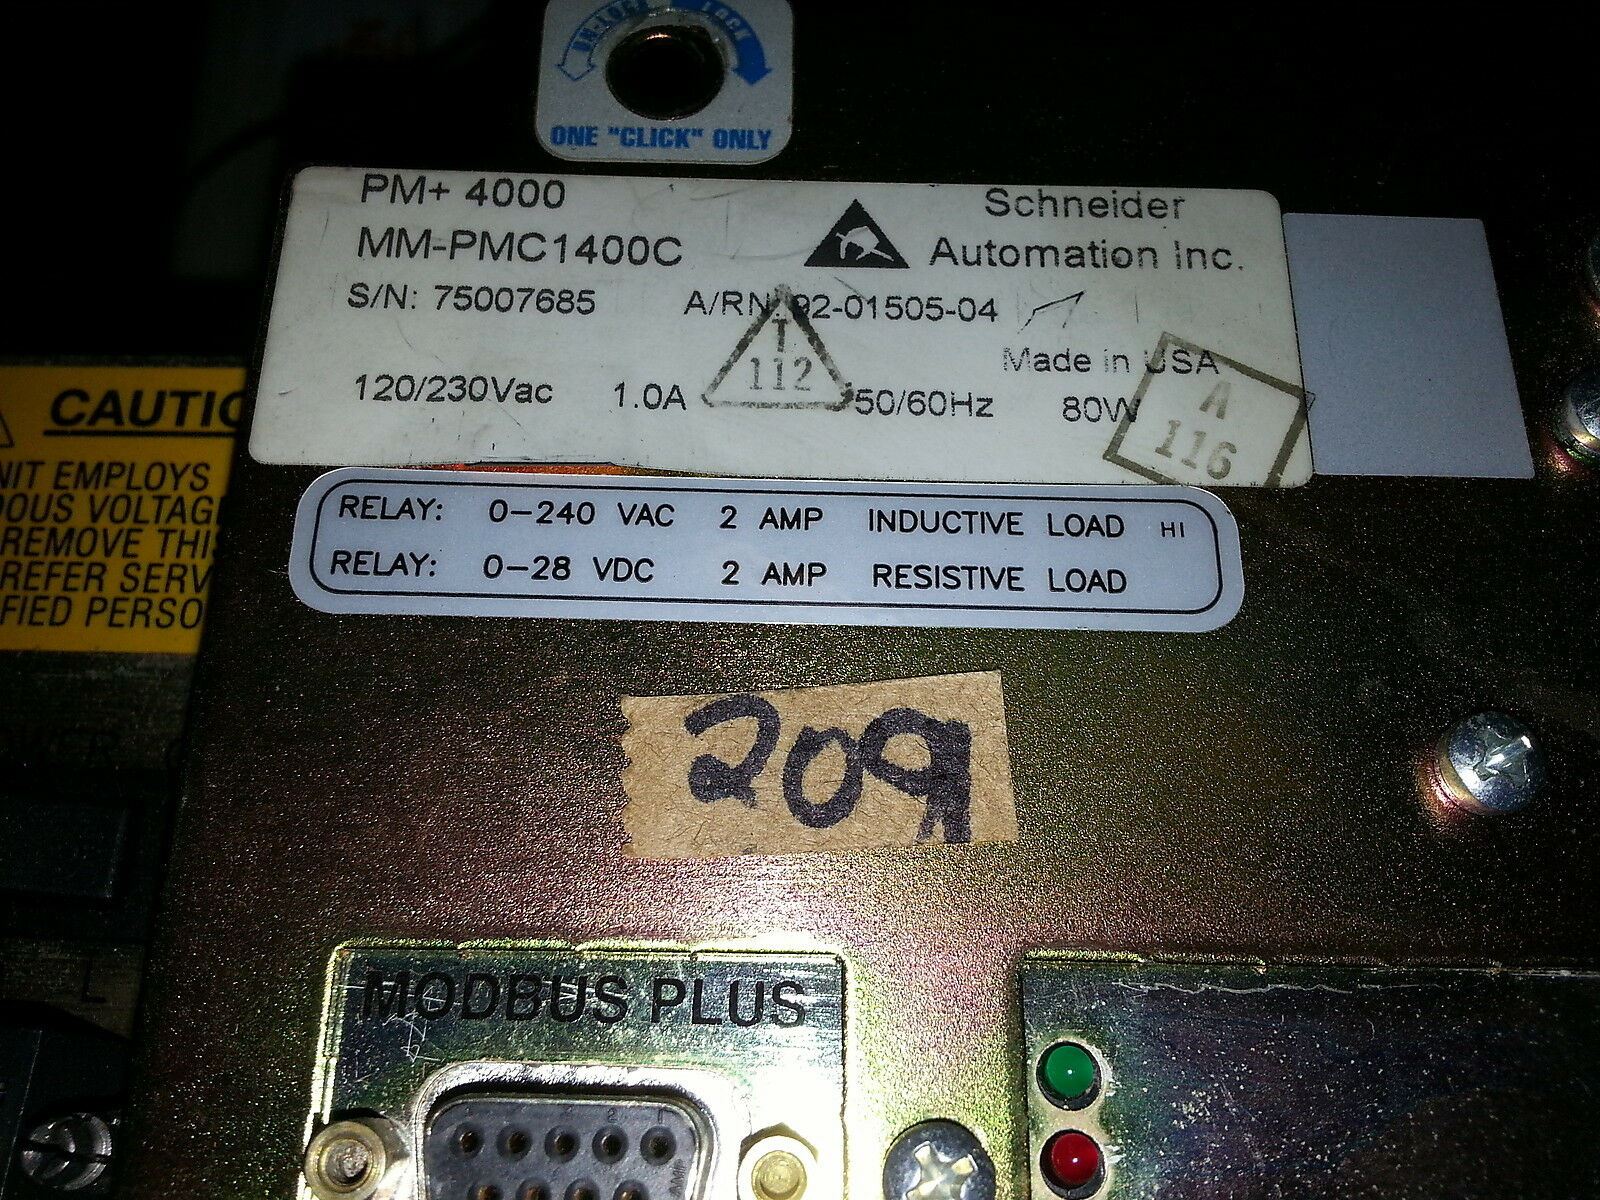 UN-LOCK LOCK
ONE "CLICK" ONLY
PM+ 4000
MM-PMC1400C
Schneider
Automation Inc.
S/N: 75007685 A/RN: 92-01505-04
Made in USA
120/230Vac 1.0A 50/60Hz 80W
T
112
A
116
RELAY: 0-240 VAC 2 AMP INDUCTIVE LOAD HI
RELAY: 0-28 VDC 2 AMP RESISTIVE LOAD
CAUTIO
NIT EMPLOYS
DOUS VOLTAG
REMOVE THIS
REFER SERV
FIED PERSO
209
MODBUS PLUS
L